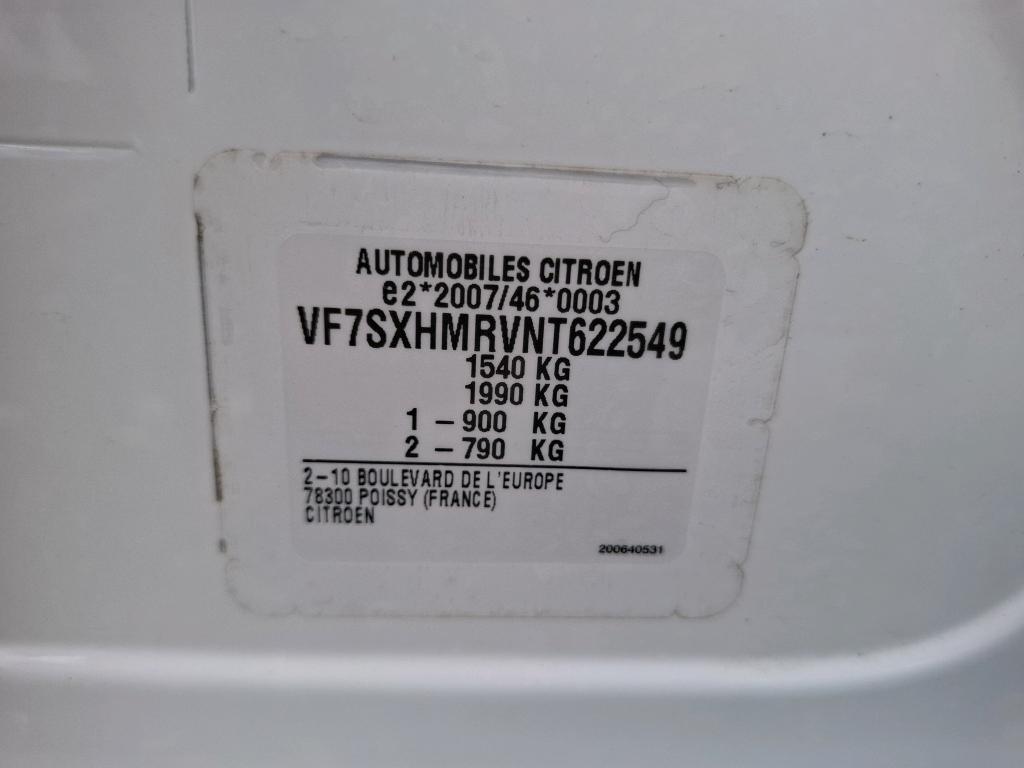 AUTOMOBILES CITROEN
e2*2007/46*0003
VF7SXHMRVNT622549
1540 KG
1990 KG
1 - 900 KG
2 - 790 KG
2-10 BOULEVARD DE L'EUROPE
78300 POISSY (FRANCE)
CITROEN
200640531